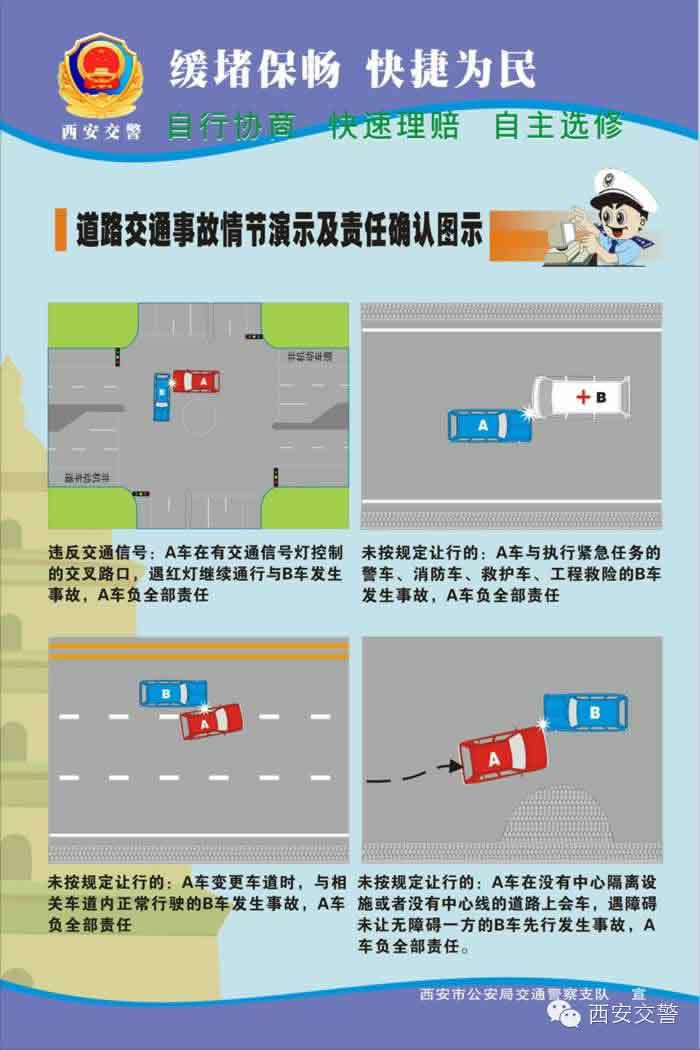 缓堵保畅 快捷为民
西安交警
自行协商 快速理赔 自主选修
道路交通事故情节演示及责任确认图示
非机动车道
A
B
非机动车道
A
B
违反交通信号：A车在有交通信号灯控制
的交叉路口，遇红灯继续通行与B车发生
事故，A车负全部责任
未按规定让行的：A车与执行紧急任务的
警车、消防车、救护车、工程救险的B车
发生事故，A车负全部责任
B
A
B
A
未按规定让行的：A车变更车道时，与相
关车道内正常行驶的B车发生事故，A车
负全部责任
未按规定让行的：A车在没有中心隔离设
施或者没有中心线的道路上会车，遇障碍
未让无障碍一方的B车先行发生事故，A
车负全部责任。
西安市公安局交通警察支队 宣
西安交警